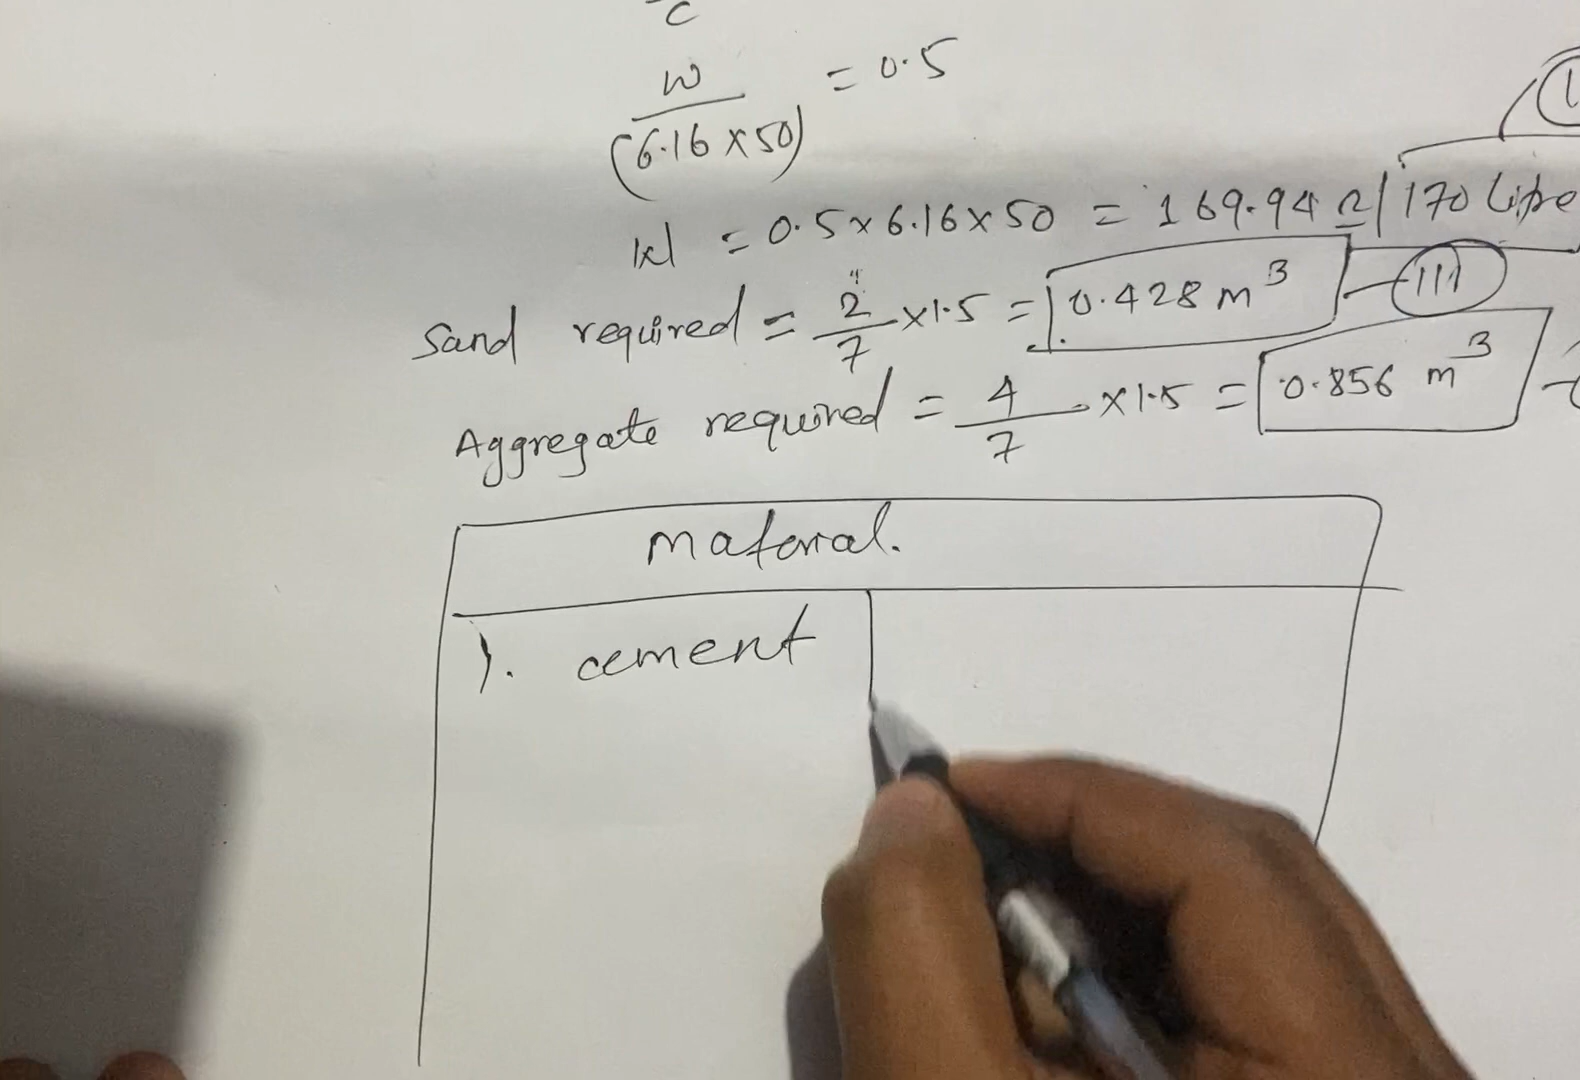 c
w
(6.16 x 50) = 0.5
w = 0.5 x 6.16 x 50 = 169.94 Ω | 170 litre
Sand required = 2/7 x 1.5 = 0.428 m³ — (III)
Aggregate required = 4/7 x 1.5 = 0.856 m³
material.
1). cement